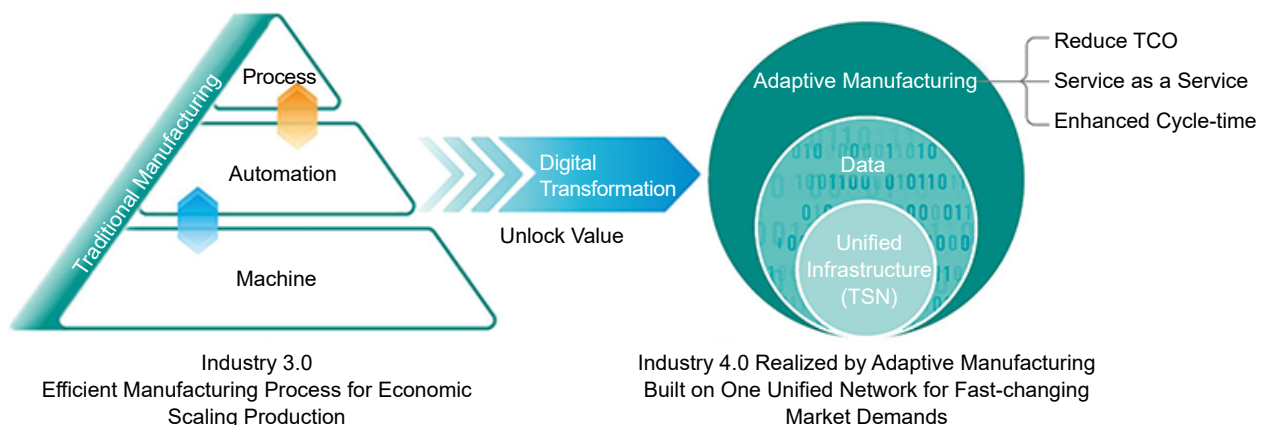 Traditional Manufacturing
Process
Automation
Machine
Industry 3.0
Efficient Manufacturing Process for Economic
Scaling Production
Digital
Transformation
Unlock Value
Adaptive Manufacturing
Data
Unified
Infrastructure
(TSN)
Reduce TCO
Service as a Service
Enhanced Cycle-time
Industry 4.0 Realized by Adaptive Manufacturing
Built on One Unified Network for Fast-changing
Market Demands